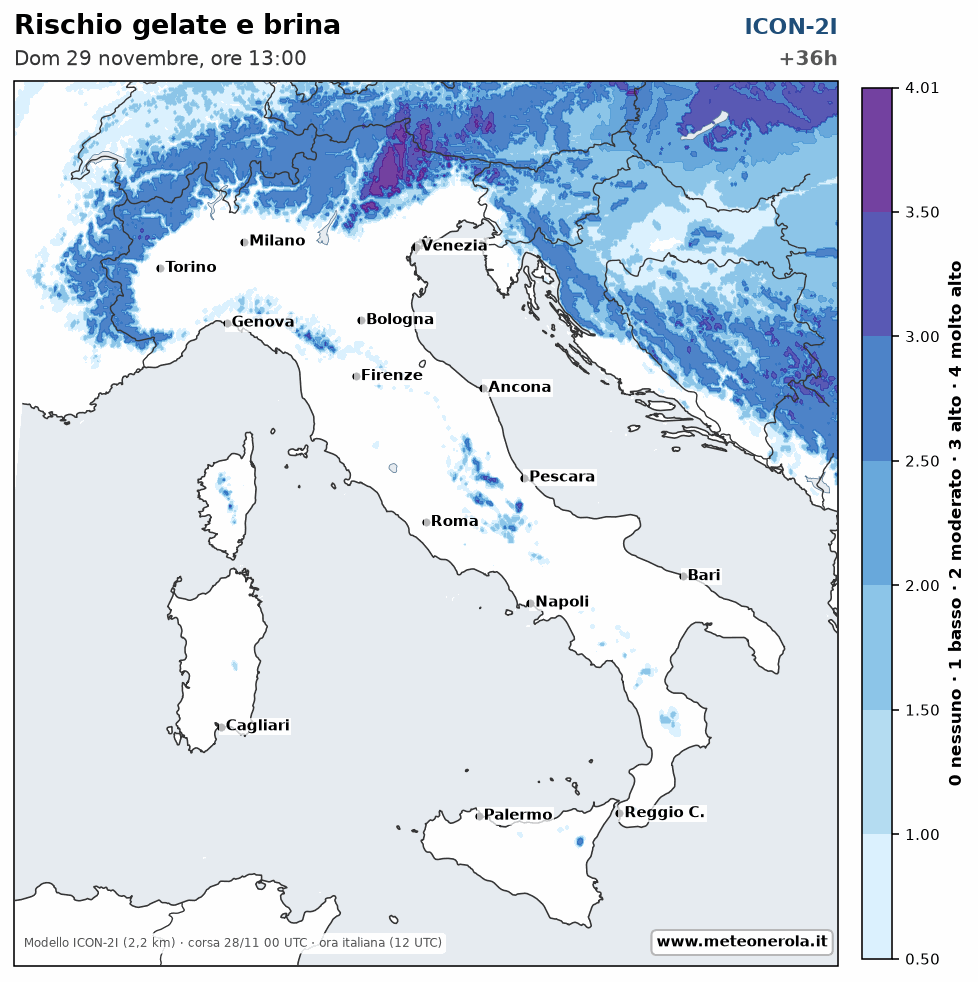 Rischio gelate e brina
ICON-2I
Dom 29 novembre, ore 13:00
+36h
4.01
3.50
3.00
2.50
2.00
1.50
1.00
0.50
0 nessuno · 1 basso · 2 moderato · 3 alto · 4 molto alto
Milano
Venezia
Torino
Genova
Bologna
Firenze
Ancona
Pescara
Roma
Bari
Napoli
Cagliari
Palermo
Reggio C.
Modello ICON-2I (2,2 km) · corsa 28/11 00 UTC · ora italiana (12 UTC)
www.meteonerola.it